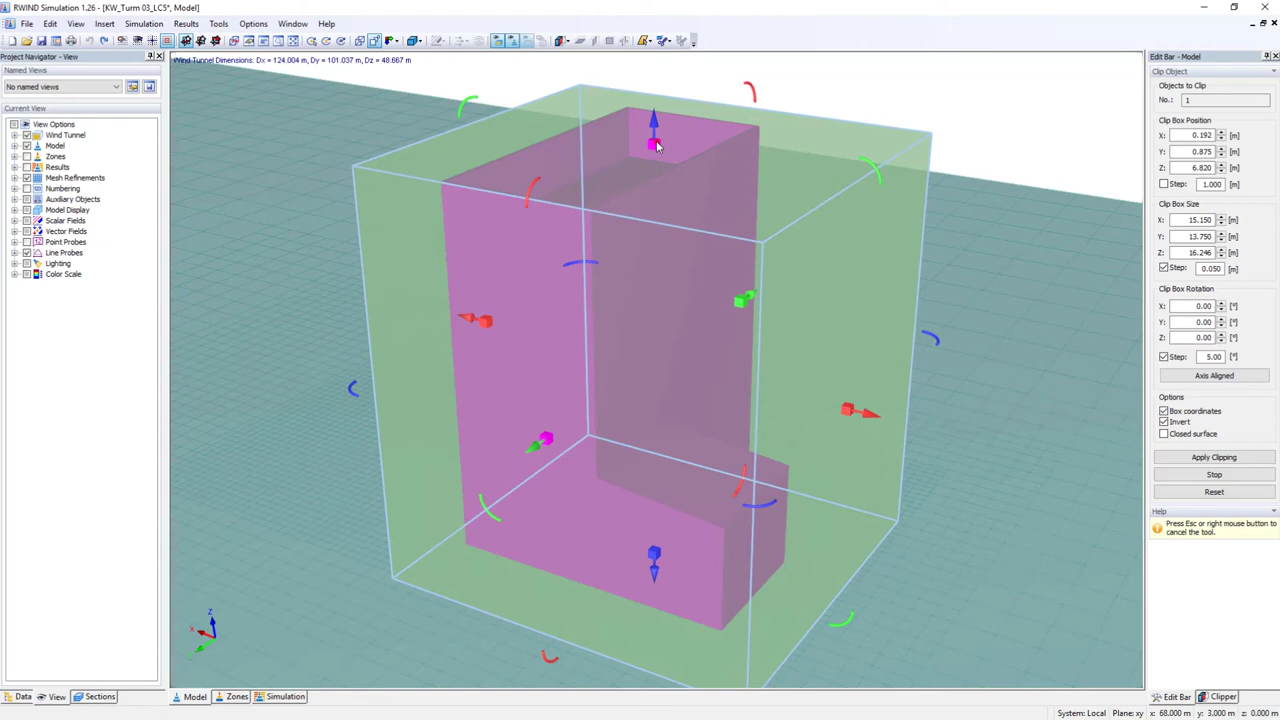 RWIND Simulation 1.26 - [KW_Turm 03_LC5*, Model]
File Edit View Insert Simulation Results Tools Options Window Help
Project Navigator - View
Wind Tunnel Dimensions: Dx = 124.004 m, Dy = 101.037 m, Dz = 48.667 m
Edit Bar - Model
Named Views
No named views
Current View
View Options
Wind Tunnel
Model
Zones
Results
Mesh Refinements
Numbering
Auxiliary Objects
Model Display
Scalar Fields
Vector Fields
Point Probes
Line Probes
Lighting
Color Scale
Clip Object
Objects to Clip
No.: 1
Clip Box Position
X: 0.192 [m]
Y: 0.875 [m]
Z: 6.820 [m]
Step: 1.000 [m]
Clip Box Size
X: 15.150 [m]
Y: 13.750 [m]
Z: 16.246 [m]
Step: 0.050 [m]
Clip Box Rotation
X: 0.00 [°]
Y: 0.00 [°]
Z: 0.00 [°]
Step: 5.00 [°]
Axis Aligned
Options
Box coordinates
Invert
Closed surface
Apply Clipping
Stop
Reset
Help
Press Esc or right mouse button to
cancel the tool.
Z
X
Data View Sections
Model Zones Simulation
Edit Bar Clipper
System: Local Plane: xy x: 68.000 m y: 3.000 m z: 0.000 m